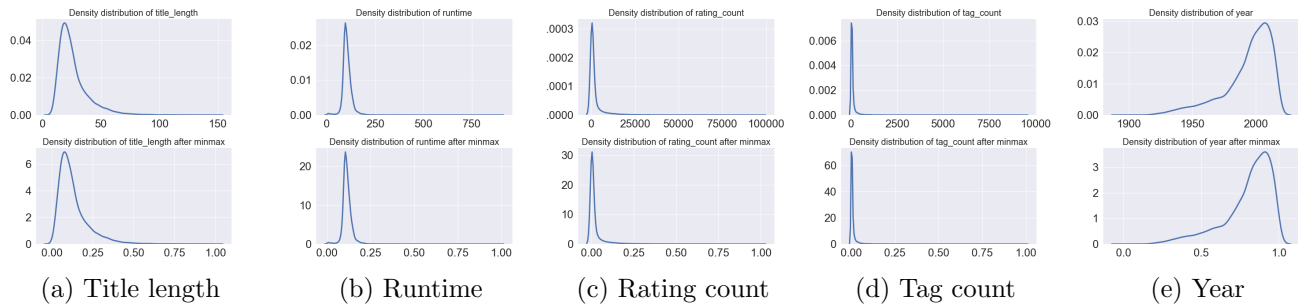 Density distribution of title_length
0.04
0.02
0.00
0 50 100 150
Density distribution of title_length after minmax
6
4
2
0
0.00 0.25 0.50 0.75 1.00
(a) Title length
Density distribution of runtime
0.02
0.01
0.00
0 250 500 750
Density distribution of runtime after minmax
20
10
0
0.00 0.25 0.50 0.75 1.00
(b) Runtime
Density distribution of rating_count
.0003
.0002
.0001
.0000
0 25000 50000 75000 100000
Density distribution of rating_count after minmax
30
20
10
0
0.00 0.25 0.50 0.75 1.00
(c) Rating count
Density distribution of tag_count
0.006
0.004
0.002
0.000
0 2500 5000 7500 10000
Density distribution of tag_count after minmax
60
40
20
0
0.00 0.25 0.50 0.75 1.00
(d) Tag count
Density distribution of year
0.03
0.02
0.01
0.00
1900 1950 2000
Density distribution of year after minmax
3
2
1
0
0.0 0.5 1.0
(e) Year